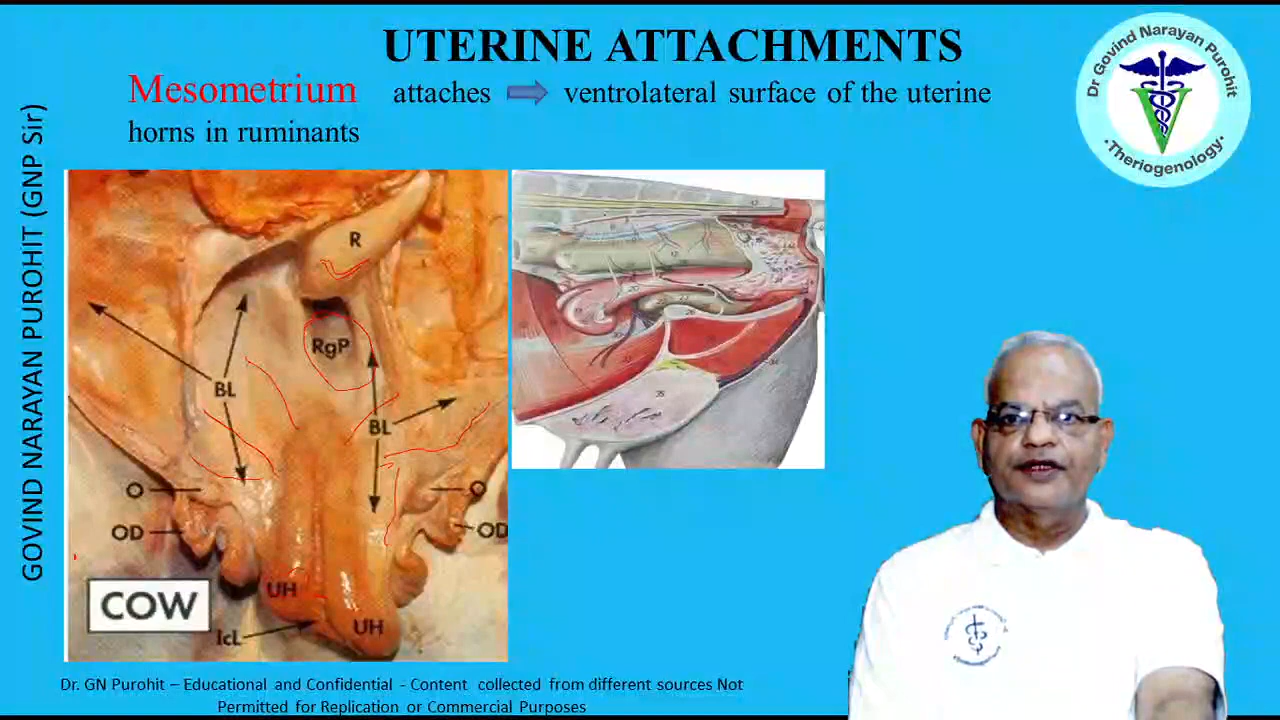 UTERINE ATTACHMENTS
Mesometrium attaches ventrolateral surface of the uterine
horns in ruminants
Dr Govind Narayan Purohit
·Theriogenology·
GOVIND NARAYAN PUROHIT (GNP Sir)
R
RgP
BL
BL
O
O
OD
OD
UH
UH
IcL
COW
Dr. GN Purohit – Educational and Confidential - Content collected from different sources Not
Permitted for Replication or Commercial Purposes